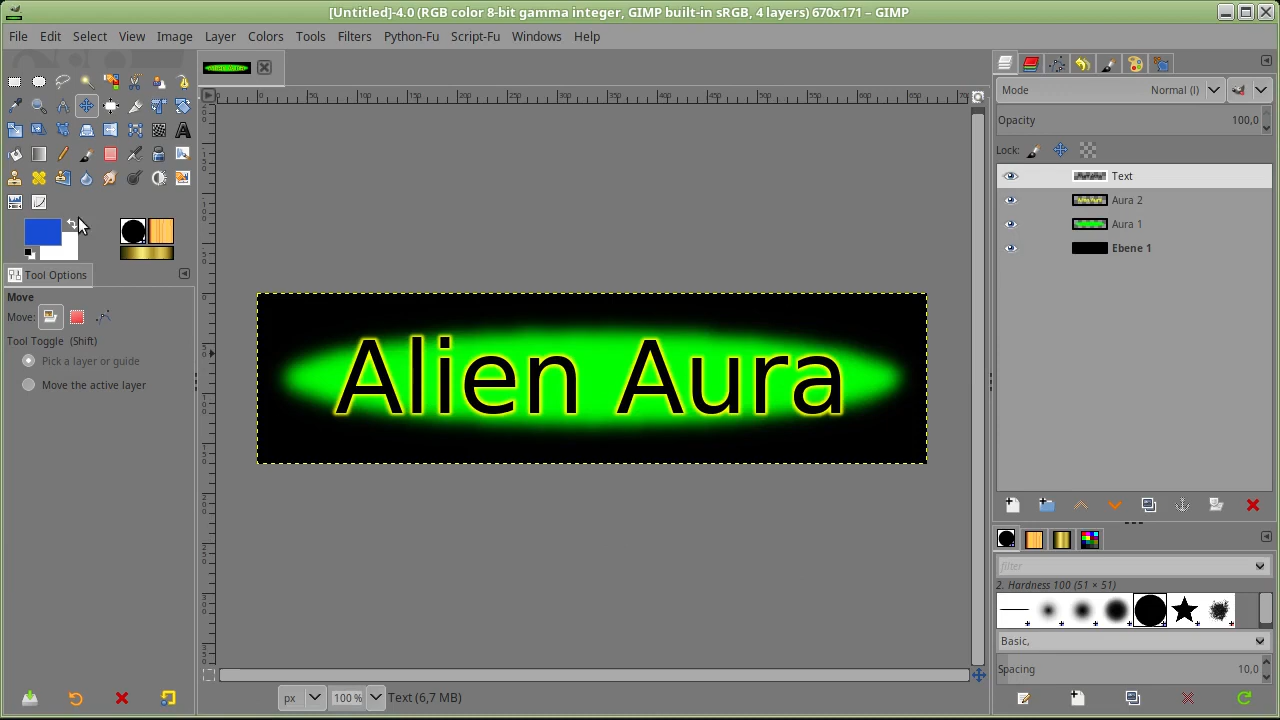 [Untitled]-4.0 (RGB color 8-bit gamma integer, GIMP built-in sRGB, 4 layers) 670x171 – GIMP
File Edit Select View Image Layer Colors Tools Filters Python-Fu Script-Fu Windows Help
Mode Normal (l)
Opacity 100,0
Lock:
Text
Aura 2
Aura 1
Ebene 1
Tool Options
Move
Move:
Tool Toggle (Shift)
Pick a layer or guide
Move the active layer
Alien Aura
filter
2. Hardness 100 (51 × 51)
Basic,
Spacing 10,0
px 100 % Text (6,7 MB)